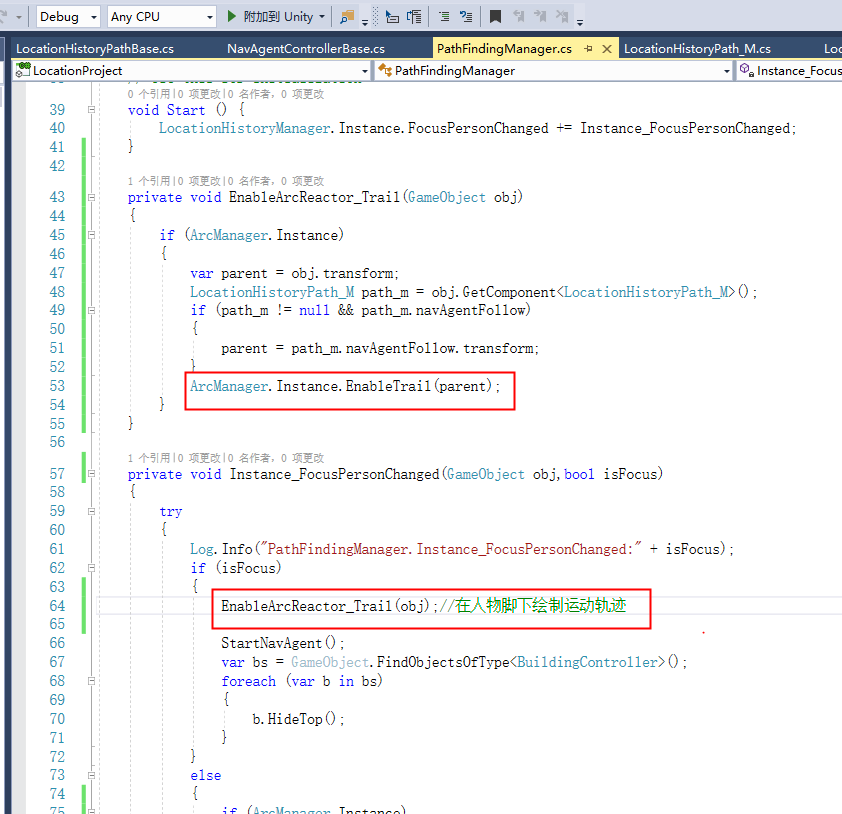 Debug Any CPU 附加到 Unity
LocationHistoryPathBase.cs NavAgentControllerBase.cs PathFindingManager.cs LocationHistoryPath_M.cs Loc
LocationProject PathFindingManager Instance_FocusPers
0 个引用|0 项更改|0 名作者，0 项更改
39 void Start () {
40 LocationHistoryManager.Instance.FocusPersonChanged += Instance_FocusPersonChanged;
41 }
42
1 个引用|0 项更改|0 名作者，0 项更改
43 private void EnableArcReactor_Trail(GameObject obj)
44 {
45 if (ArcManager.Instance)
46 {
47 var parent = obj.transform;
48 LocationHistoryPath_M path_m = obj.GetComponent<LocationHistoryPath_M>();
49 if (path_m != null && path_m.navAgentFollow)
50 {
51 parent = path_m.navAgentFollow.transform;
52 }
53 ArcManager.Instance.EnableTrail(parent);
54 }
55 }
56
1 个引用|0 项更改|0 名作者，0 项更改
57 private void Instance_FocusPersonChanged(GameObject obj,bool isFocus)
58 {
59 try
60 {
61 Log.Info("PathFindingManager.Instance_FocusPersonChanged:" + isFocus);
62 if (isFocus)
63 {
64 EnableArcReactor_Trail(obj);//在人物脚下绘制运动轨迹
65
66 StartNavAgent();
67 var bs = GameObject.FindObjectsOfType<BuildingController>();
68 foreach (var b in bs)
69 {
70 b.HideTop();
71 }
72 }
73 else
74 {
75 if (ArcManager.Instance)